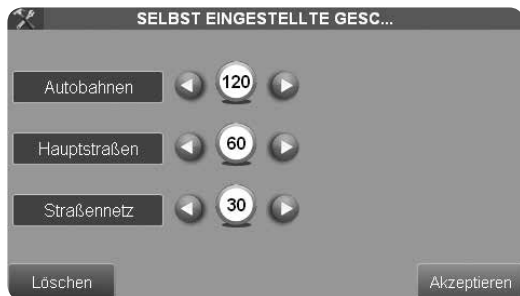 SELBST EINGESTELLTE GESC...
Autobahnen 120
Hauptstraßen 60
Straßennetz 30
Löschen Akzeptieren